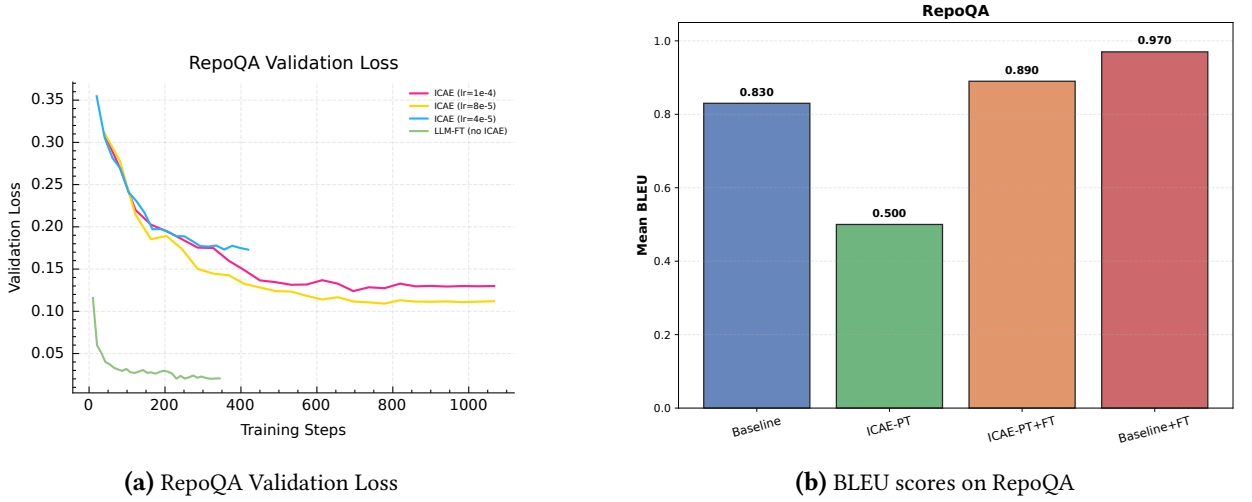 RepoQA Validation Loss
ICAE (lr=1e-4)
ICAE (lr=8e-5)
ICAE (lr=4e-5)
LLM-FT (no ICAE)
Validation Loss
0.35
0.30
0.25
0.20
0.15
0.10
0.05
0 200 400 600 800 1000
Training Steps
(a) RepoQA Validation Loss
RepoQA
Mean BLEU
1.0
0.8
0.6
0.4
0.2
0.0
0.830
0.500
0.890
0.970
Baseline ICAE-PT ICAE-PT+FT Baseline+FT
(b) BLEU scores on RepoQA